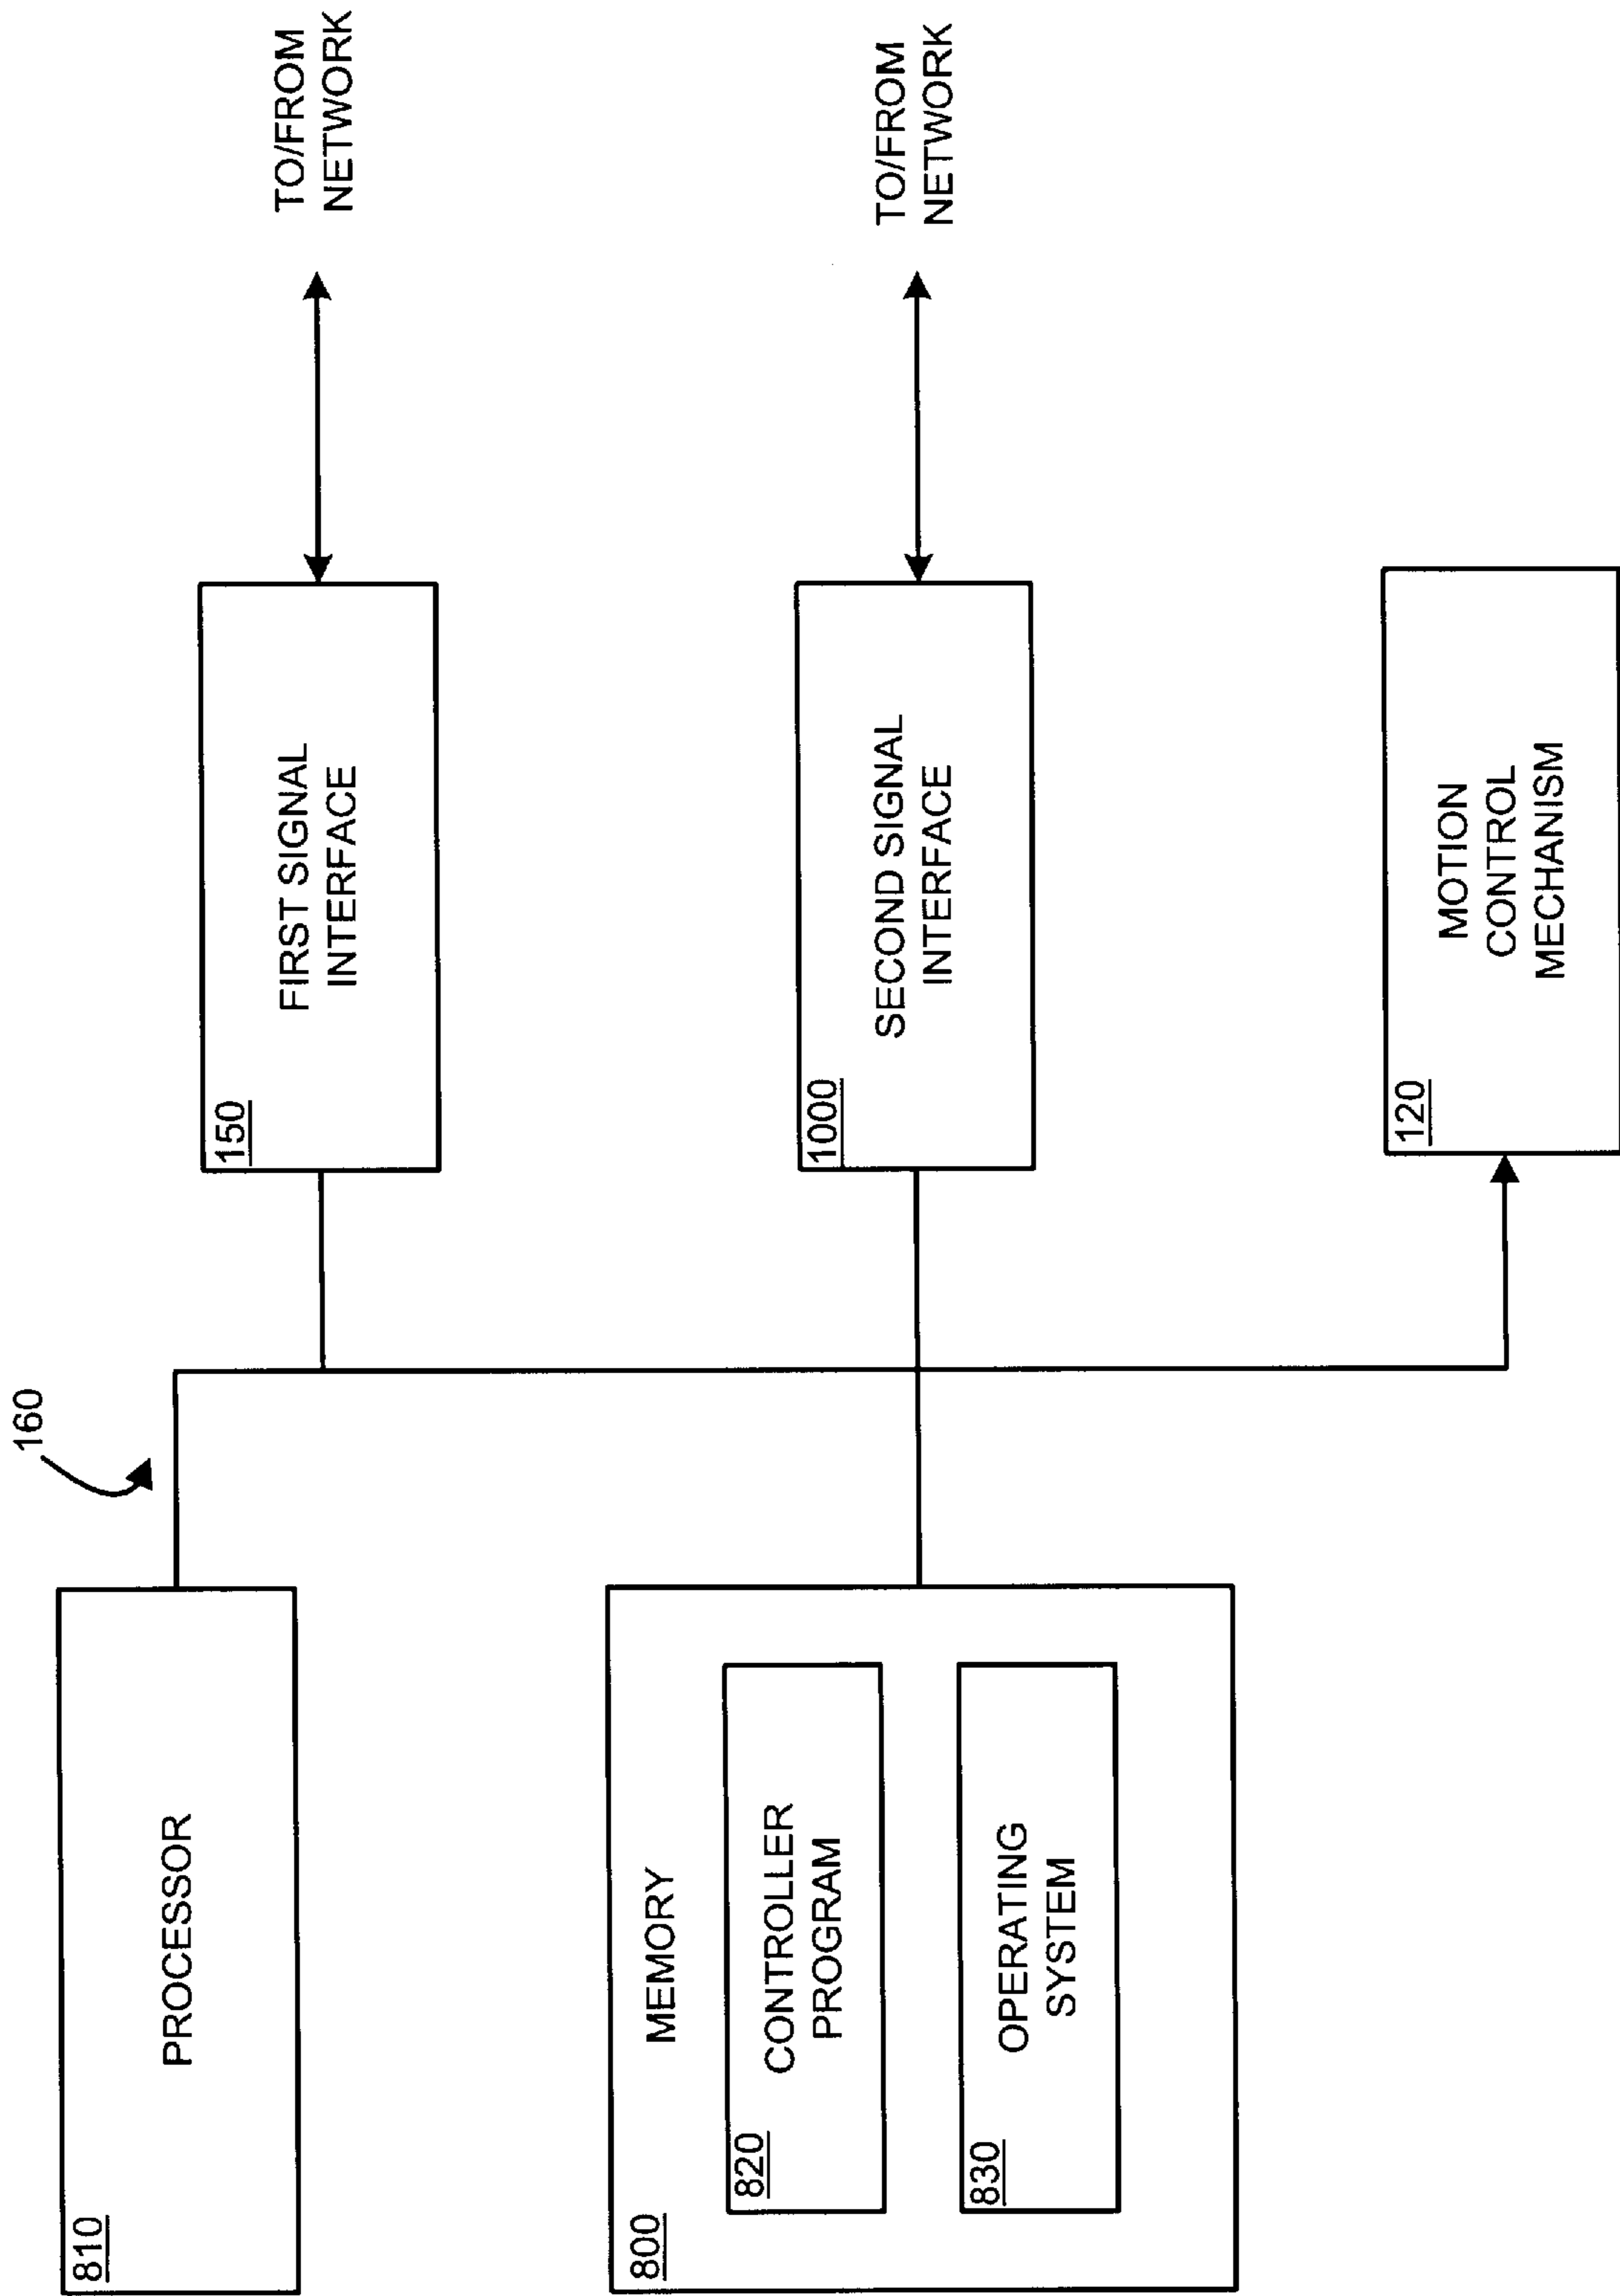 160
810
PROCESSOR
800
MEMORY
820
CONTROLLER
PROGRAM
830
OPERATING
SYSTEM
150
FIRST SIGNAL
INTERFACE
TO/FROM
NETWORK
1000
SECOND SIGNAL
INTERFACE
TO/FROM
NETWORK
120
MOTION
CONTROL
MECHANISM